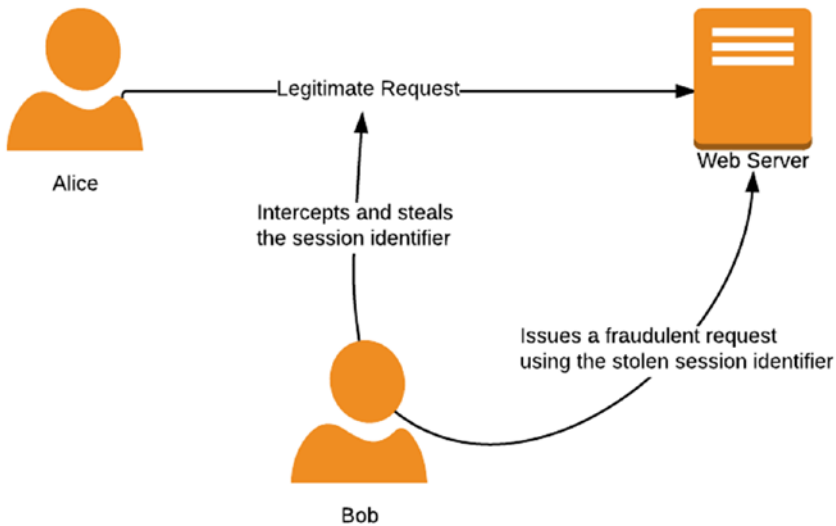 Legitimate Request
Alice
Web Server
Intercepts and steals
the session identifier
Issues a fraudulent request
using the stolen session identifier
Bob